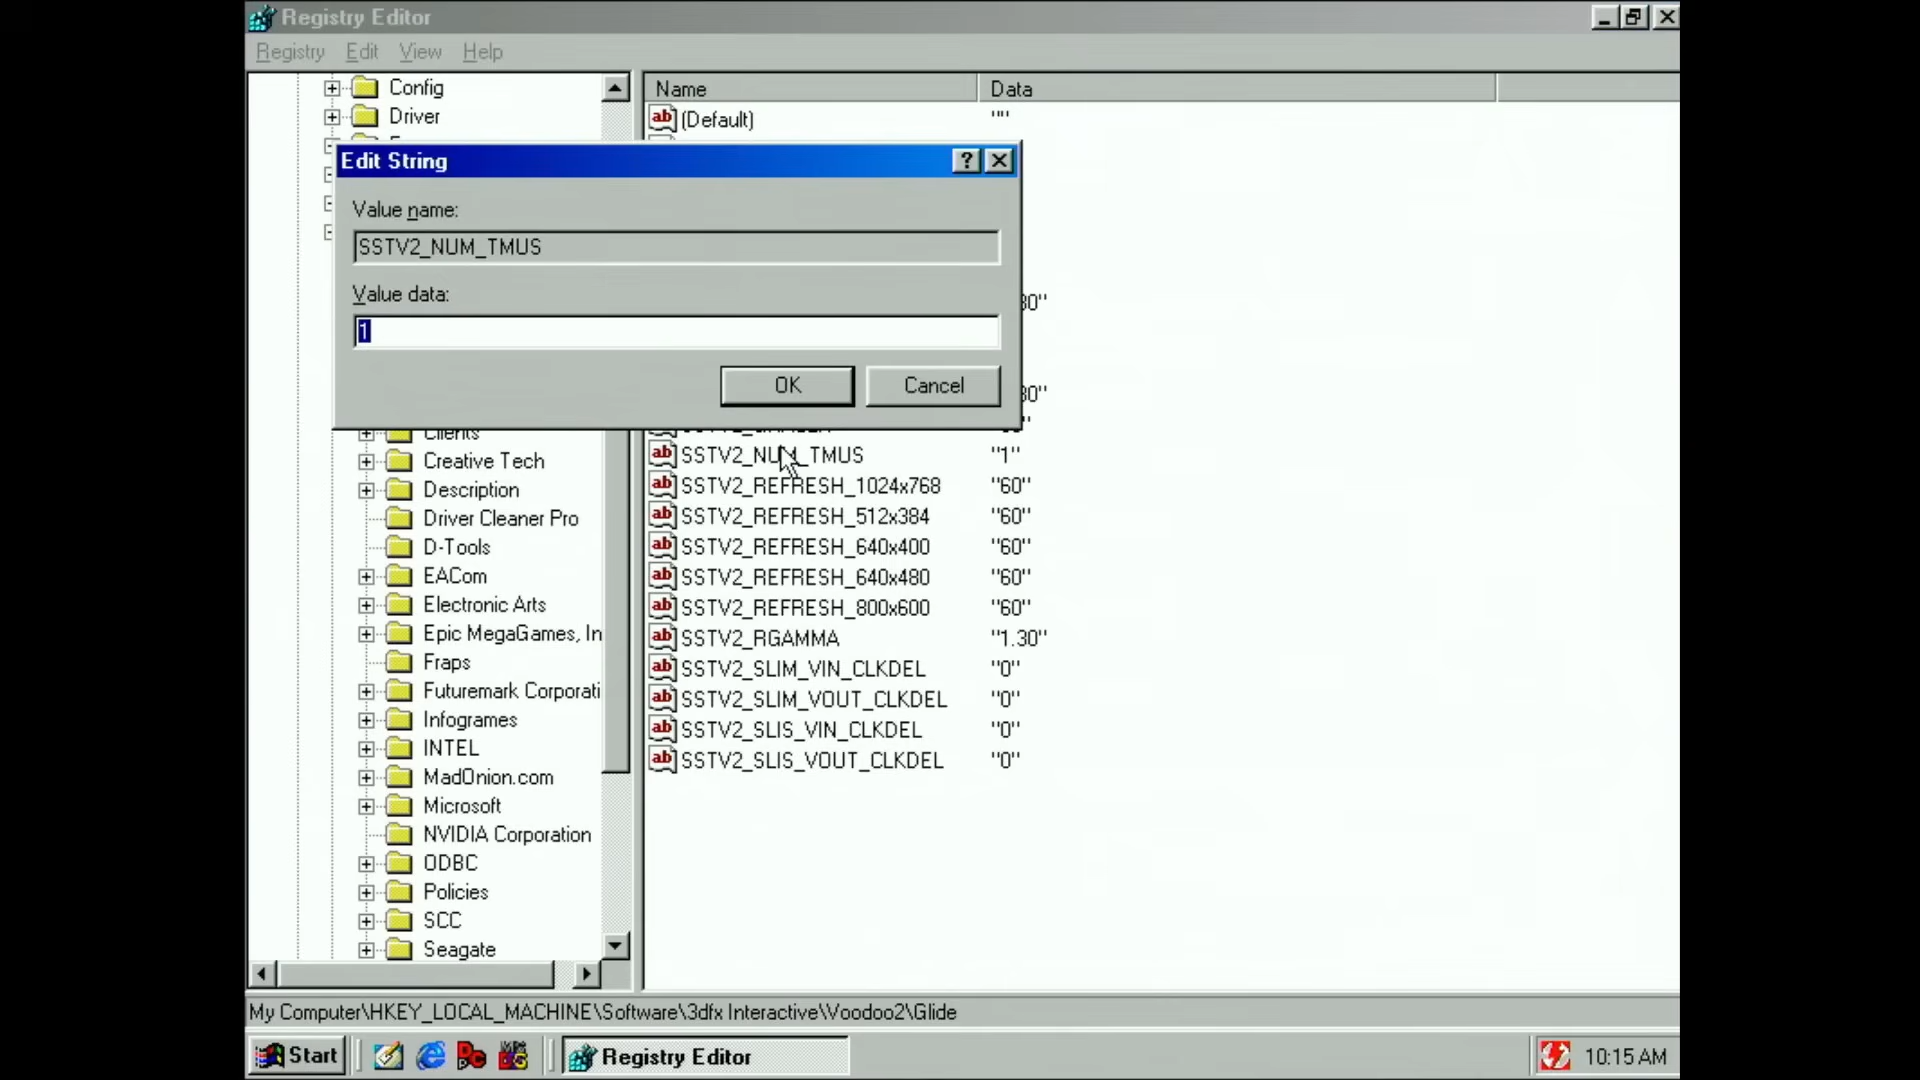 Registry Editor
Registry Edit View Help
Name Data
Config
Driver
(Default) ""
Edit String
Value name:
SSTV2_NUM_TMUS
Value data:
1
OK Cancel
30"
30"
Clients
Creative Tech
Description
Driver Cleaner Pro
D-Tools
EACom
Electronic Arts
Epic MegaGames, In
Fraps
Futuremark Corporati
Infogrames
INTEL
MadOnion.com
Microsoft
NVIDIA Corporation
ODBC
Policies
SCC
Seagate
SSTV2_NUM_TMUS "1"
SSTV2_REFRESH_1024x768 "60"
SSTV2_REFRESH_512x384 "60"
SSTV2_REFRESH_640x400 "60"
SSTV2_REFRESH_640x480 "60"
SSTV2_REFRESH_800x600 "60"
SSTV2_RGAMMA "1.30"
SSTV2_SLIM_VIN_CLKDEL "0"
SSTV2_SLIM_VOUT_CLKDEL "0"
SSTV2_SLIS_VIN_CLKDEL "0"
SSTV2_SLIS_VOUT_CLKDEL "0"
My Computer\HKEY_LOCAL_MACHINE\Software\3dfx Interactive\Voodoo2\Glide
Start Registry Editor 10:15 AM